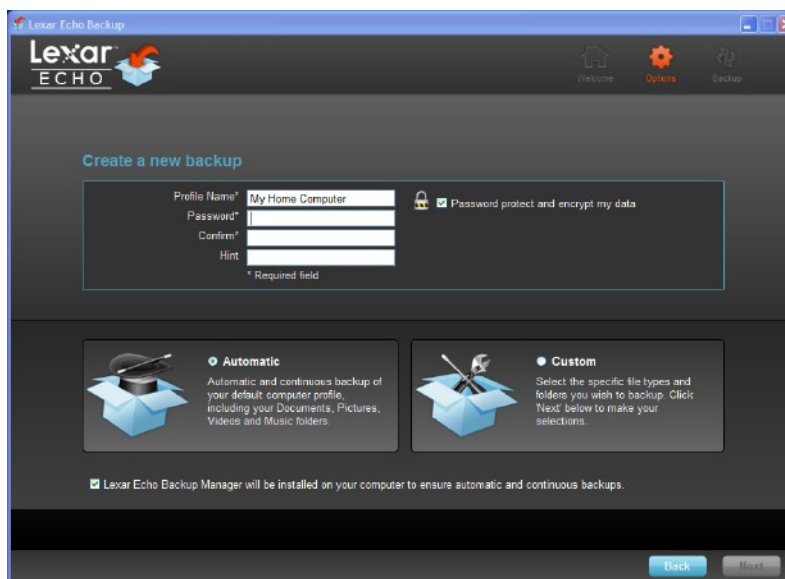 Lexar Echo Backup
Lexar
ECHO
Welcome
Options
Backup
Create a new backup
Profile Name* My Home Computer
Password*
Confirm*
Hint
* Required field
Password protect and encrypt my data
Automatic
Automatic and continuous backup of
your default computer profile,
including your Documents, Pictures,
Videos and Music folders.
Custom
Select the specific file types and
folders you wish to backup. Click
'Next' below to make your
selections.
Lexar Echo Backup Manager will be installed on your computer to ensure automatic and continuous backups.
Back
Next